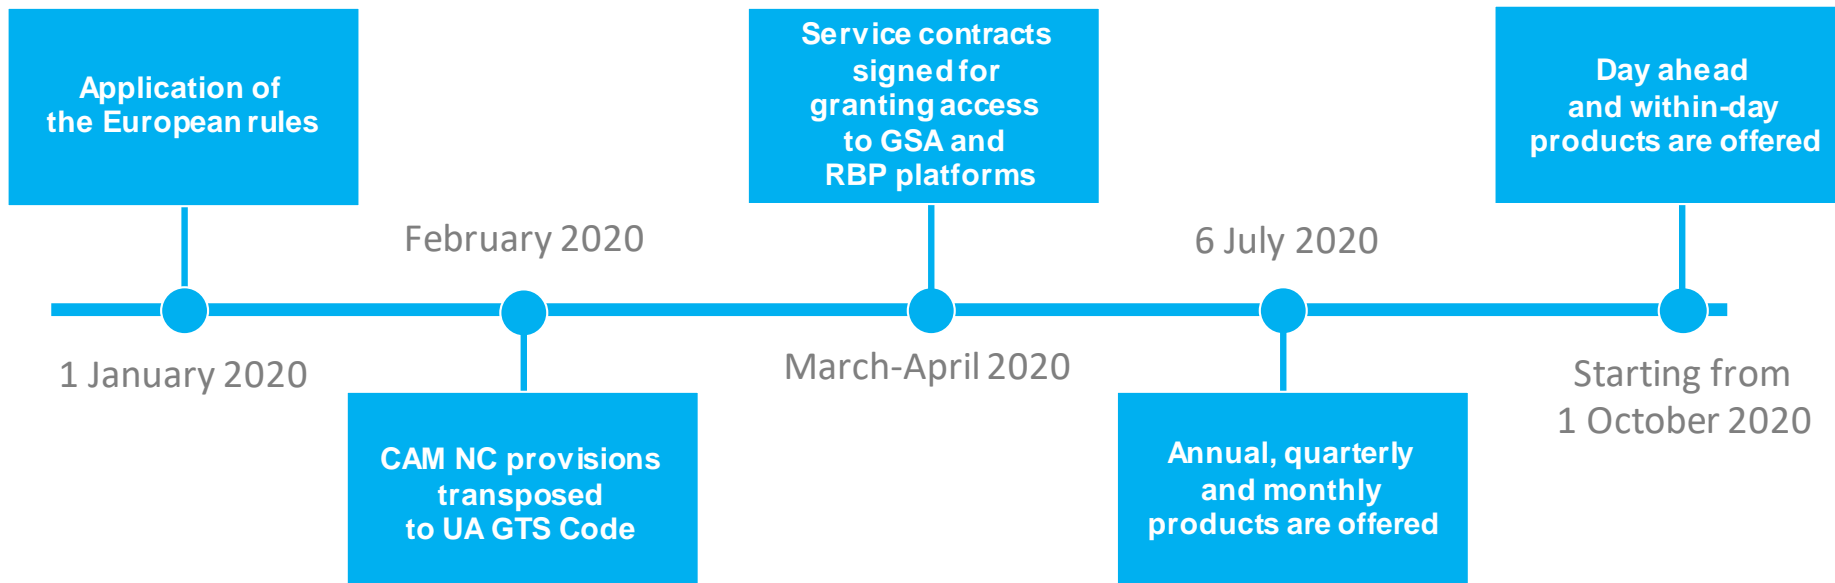 Application of
the European rules
1 January 2020
February 2020
CAM NC provisions
transposed
to UA GTS Code
Service contracts
signed for
granting access
to GSA and
RBP platforms
March-April 2020
6 July 2020
Annual, quarterly
and monthly
products are offered
Day ahead
and within-day
products are offered
Starting from
1 October 2020